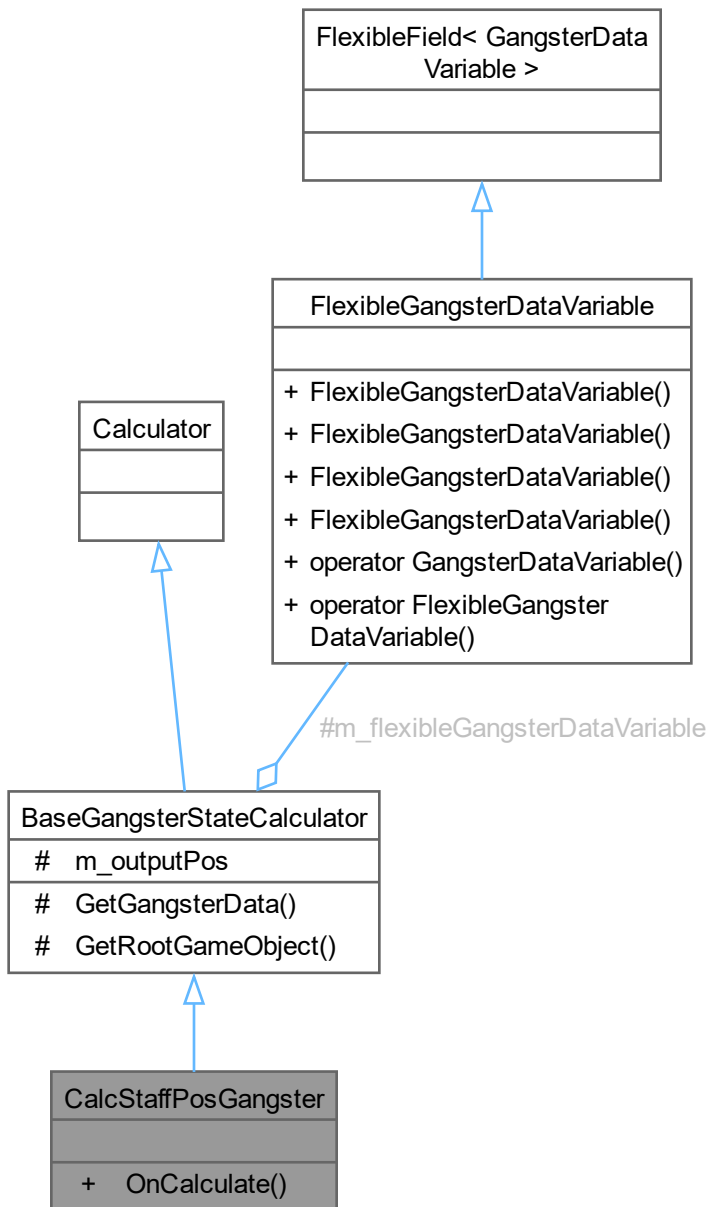 FlexibleField< GangsterData
Variable >
FlexibleGangsterDataVariable
+ FlexibleGangsterDataVariable()
+ FlexibleGangsterDataVariable()
+ FlexibleGangsterDataVariable()
+ FlexibleGangsterDataVariable()
+ operator GangsterDataVariable()
+ operator FlexibleGangster
DataVariable()
Calculator
#m_flexibleGangsterDataVariable
BaseGangsterStateCalculator
# m_outputPos
# GetGangsterData()
# GetRootGameObject()
CalcStaffPosGangster
+ OnCalculate()